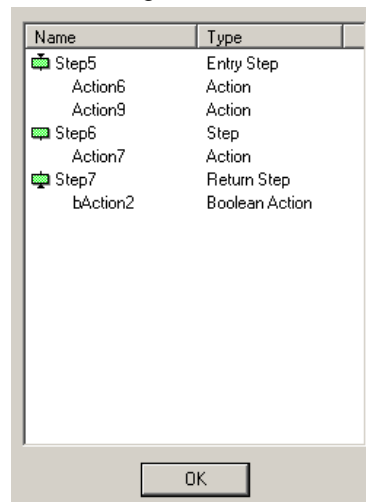 Name Type
Step5 Entry Step
Action6 Action
Action9 Action
Step6 Step
Action7 Action
Step7 Return Step
bAction2 Boolean Action
OK